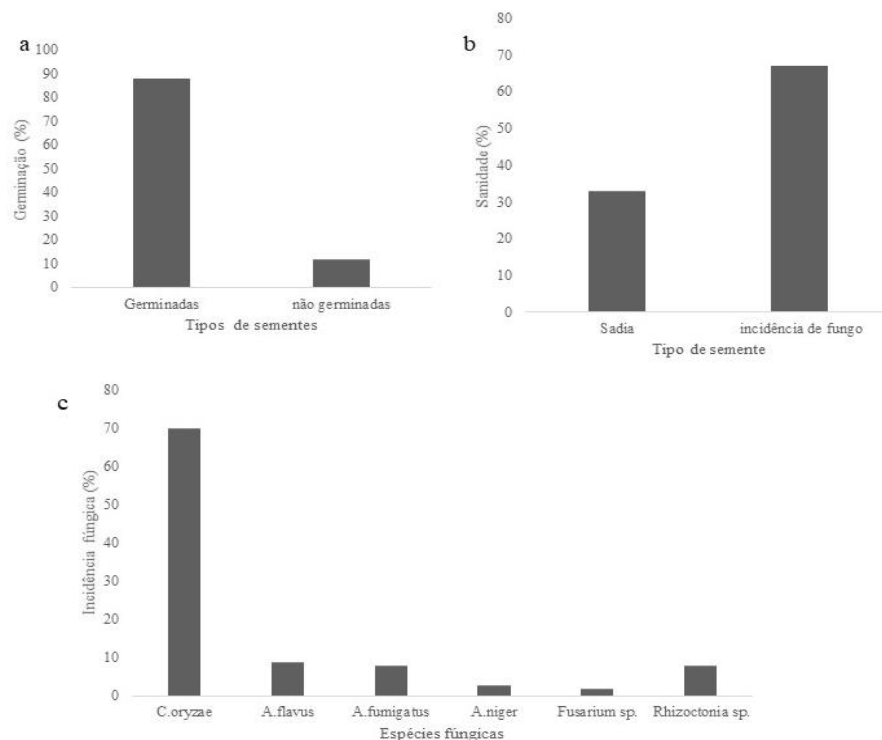 a
100
90
80
70
60
50
40
30
20
10
0
Germinação (%)
Germinadas
não germinadas
Tipos de sementes
b
80
70
60
50
40
30
20
10
0
Sanidade (%)
Sadia
incidência de fungo
Tipo de semente
c
80
70
60
50
40
30
20
10
0
Incidência fúngica (%)
C.oryzae
A.flavus
A.fumigatus
A.niger
Fusarium sp.
Rhizoctonia sp.
Espécies fúngicas